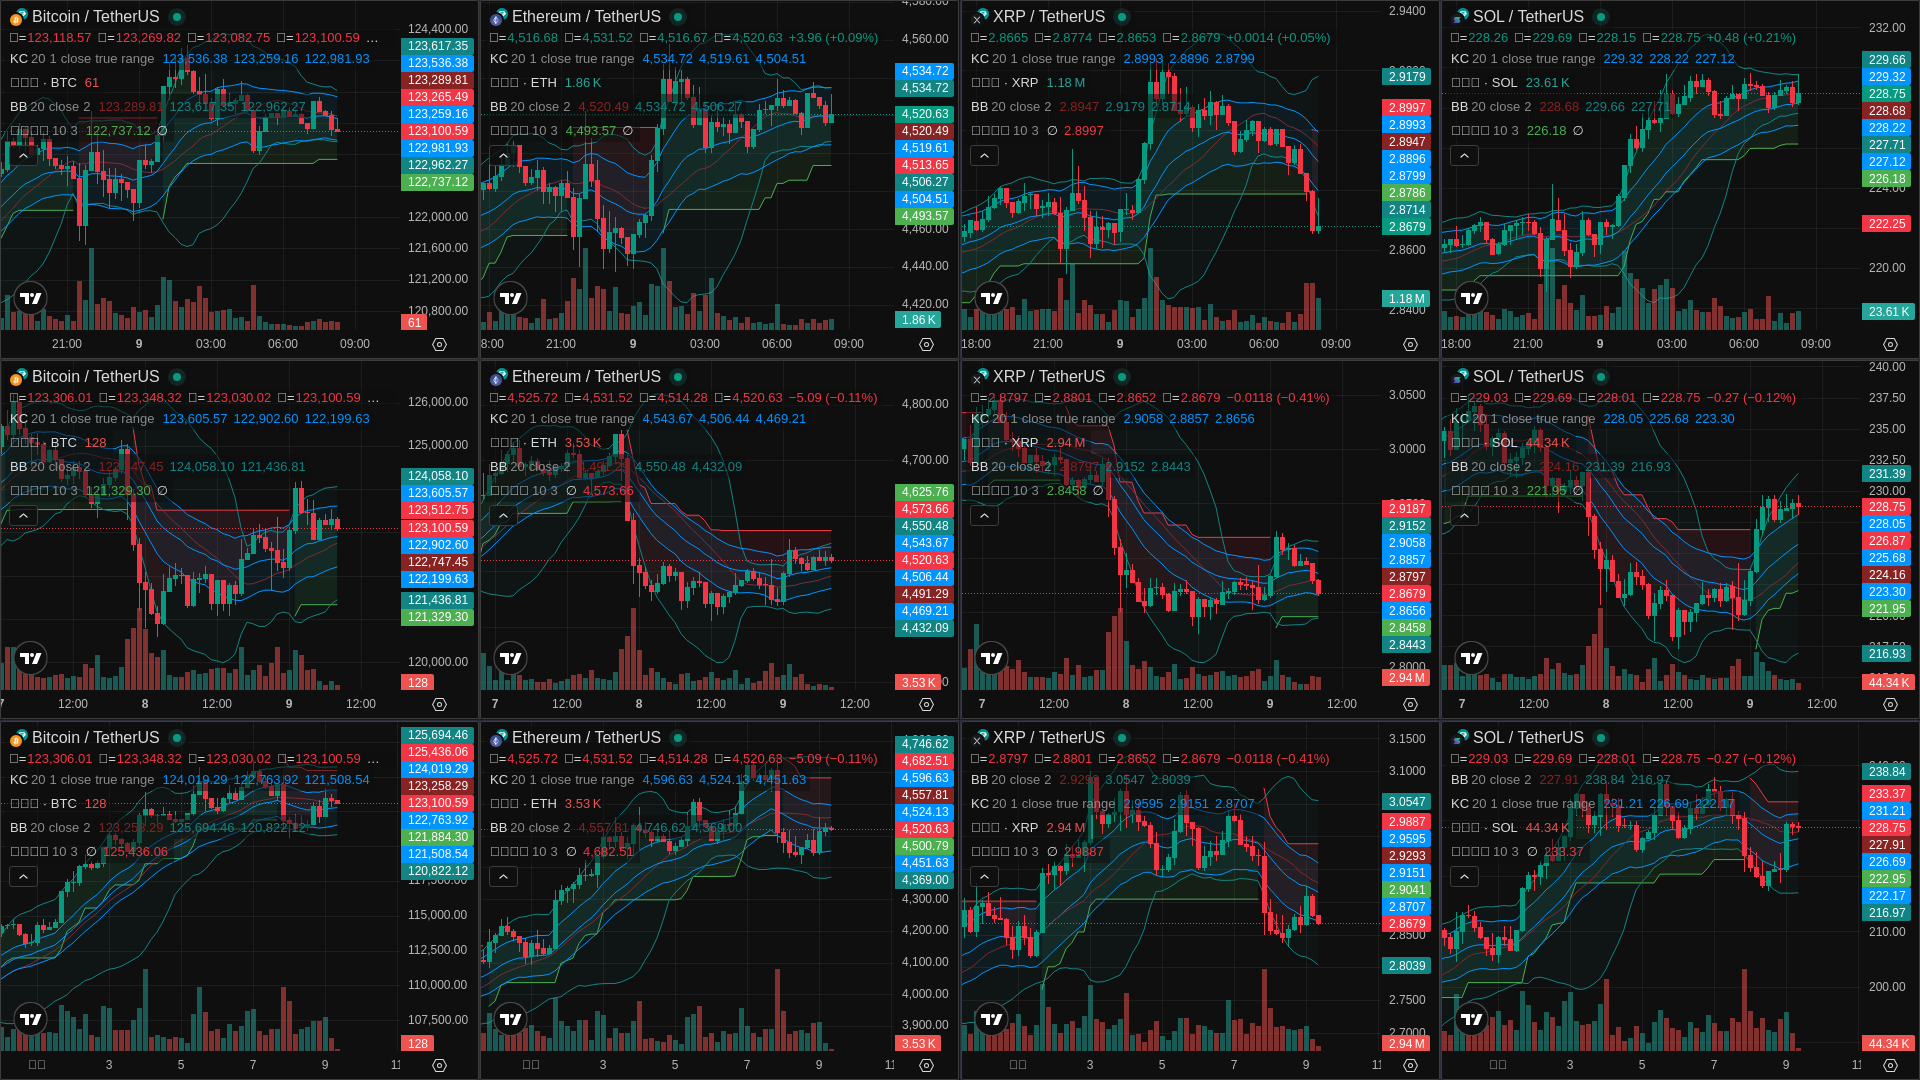 Bitcoin / TetherUS
=123,118.57 =123,269.82 =123,082.75 =123,100.59 ...
KC 20 1 close true range 123,536.38 123,259.16 122,981.93
· BTC 61
BB 20 close 2 123,289.81 123,617.35 122,962.27
10 3 122,737.12 ∅
124,400.00
123,617.35
123,536.38
123,289.81
123,265.49
123,259.16
123,100.59
122,981.93
122,962.27
122,737.12
122,000.00
121,600.00
121,200.00
120,800.00
61
21:00 9 03:00 06:00 09:00
Ethereum / TetherUS
=4,516.68 =4,531.52 =4,516.67 =4,520.63 +3.96 (+0.09%)
KC 20 1 close true range 4,534.72 4,519.61 4,504.51
· ETH 1.86 K
BB 20 close 2 4,520.49 4,534.72 4,506.27
10 3 4,493.57 ∅
4,580.00
4,560.00
4,534.72
4,534.72
4,520.63
4,520.49
4,519.61
4,513.65
4,506.27
4,504.51
4,493.57
4,460.00
4,440.00
4,420.00
1.86 K
8:00 21:00 9 03:00 06:00 09:00
XRP / TetherUS
=2.8665 =2.8774 =2.8653 =2.8679 +0.0014 (+0.05%)
KC 20 1 close true range 2.8993 2.8896 2.8799
· XRP 1.18 M
BB 20 close 2 2.8947 2.9179 2.8714
10 3 ∅ 2.8997
2.9400
2.9179
2.8997
2.8993
2.8947
2.8896
2.8799
2.8786
2.8714
2.8679
2.8600
1.18 M
2.8400
18:00 21:00 9 03:00 06:00 09:00
SOL / TetherUS
=228.26 =229.69 =228.15 =228.75 +0.48 (+0.21%)
KC 20 1 close true range 229.32 228.22 227.12
· SOL 23.61 K
BB 20 close 2 228.68 229.66 227.71
10 3 226.18 ∅
232.00
229.66
229.32
228.75
228.68
228.22
227.71
227.12
226.18
224.00
222.25
220.00
23.61 K
18:00 21:00 9 03:00 06:00 09:00
Bitcoin / TetherUS
=123,306.01 =123,348.32 =123,030.02 =123,100.59 ...
KC 20 1 close true range 123,605.57 122,902.60 122,199.63
· BTC 128
BB 20 close 2 122,747.45 124,058.10 121,436.81
10 3 121,329.30 ∅
126,000.00
125,000.00
124,058.10
123,605.57
123,512.75
123,100.59
122,902.60
122,747.45
122,199.63
121,436.81
121,329.30
120,000.00
128
7 12:00 8 12:00 9 12:00
Ethereum / TetherUS
=4,525.72 =4,531.52 =4,514.28 =4,520.63 −5.09 (−0.11%)
KC 20 1 close true range 4,543.67 4,506.44 4,469.21
· ETH 3.53 K
BB 20 close 2 4,491.29 4,550.48 4,432.09
10 3 ∅ 4,573.66
4,800.00
4,700.00
4,625.76
4,573.66
4,550.48
4,543.67
4,520.63
4,506.44
4,491.29
4,469.21
4,432.09
3.53 K
7 12:00 8 12:00 9 12:00
XRP / TetherUS
=2.8797 =2.8801 =2.8652 =2.8679 −0.0118 (−0.41%)
KC 20 1 close true range 2.9058 2.8857 2.8656
· XRP 2.94 M
BB 20 close 2 2.8797 2.9152 2.8443
10 3 2.8458 ∅
3.0500
3.0000
2.9187
2.9152
2.9058
2.8857
2.8797
2.8679
2.8656
2.8458
2.8443
2.8000
2.94 M
7 12:00 8 12:00 9 12:00
SOL / TetherUS
=229.03 =229.69 =228.01 =228.75 −0.27 (−0.12%)
KC 20 1 close true range 228.05 225.68 223.30
· SOL 44.34 K
BB 20 close 2 224.16 231.39 216.93
10 3 221.95 ∅
240.00
237.50
235.00
232.50
231.39
230.00
228.75
228.05
226.87
225.68
224.16
223.30
221.95
220.00
217.50
216.93
44.34 K
7 12:00 8 12:00 9 12:00
Bitcoin / TetherUS
=123,306.01 =123,348.32 =123,030.02 =123,100.59 ...
KC 20 1 close true range 124,019.29 122,763.92 121,508.54
· BTC 128
BB 20 close 2 123,258.29 125,694.46 120,822.12
10 3 ∅ 125,436.06
125,694.46
125,436.06
124,019.29
123,258.29
123,100.59
122,763.92
121,884.30
121,508.54
120,822.12
117,500.00
115,000.00
112,500.00
110,000.00
107,500.00
128
3 5 7 9 11
Ethereum / TetherUS
=4,525.72 =4,531.52 =4,514.28 =4,520.63 −5.09 (−0.11%)
KC 20 1 close true range 4,596.63 4,524.13 4,451.63
· ETH 3.53 K
BB 20 close 2 4,557.81 4,746.62 4,369.00
10 3 ∅ 4,682.51
4,746.62
4,682.51
4,596.63
4,557.81
4,524.13
4,520.63
4,500.79
4,451.63
4,369.00
4,300.00
4,200.00
4,100.00
4,000.00
3,900.00
3.53 K
3 5 7 9 11
XRP / TetherUS
=2.8797 =2.8801 =2.8652 =2.8679 −0.0118 (−0.41%)
BB 20 close 2 2.9293 3.0547 2.8039
KC 20 1 close true range 2.9595 2.9151 2.8707
· XRP 2.94 M
10 3 ∅ 2.9887
3.1500
3.1000
3.0547
2.9887
2.9595
2.9293
2.9151
2.9041
2.8707
2.8679
2.8500
2.8039
2.7500
2.7000
2.94 M
3 5 7 9 11
SOL / TetherUS
=229.03 =229.69 =228.01 =228.75 −0.27 (−0.12%)
BB 20 close 2 227.91 238.84 216.97
KC 20 1 close true range 231.21 226.69 222.17
· SOL 44.34 K
10 3 ∅ 233.37
238.84
233.37
231.21
228.75
227.91
226.69
222.95
222.17
216.97
210.00
200.00
44.34 K
3 5 7 9 11